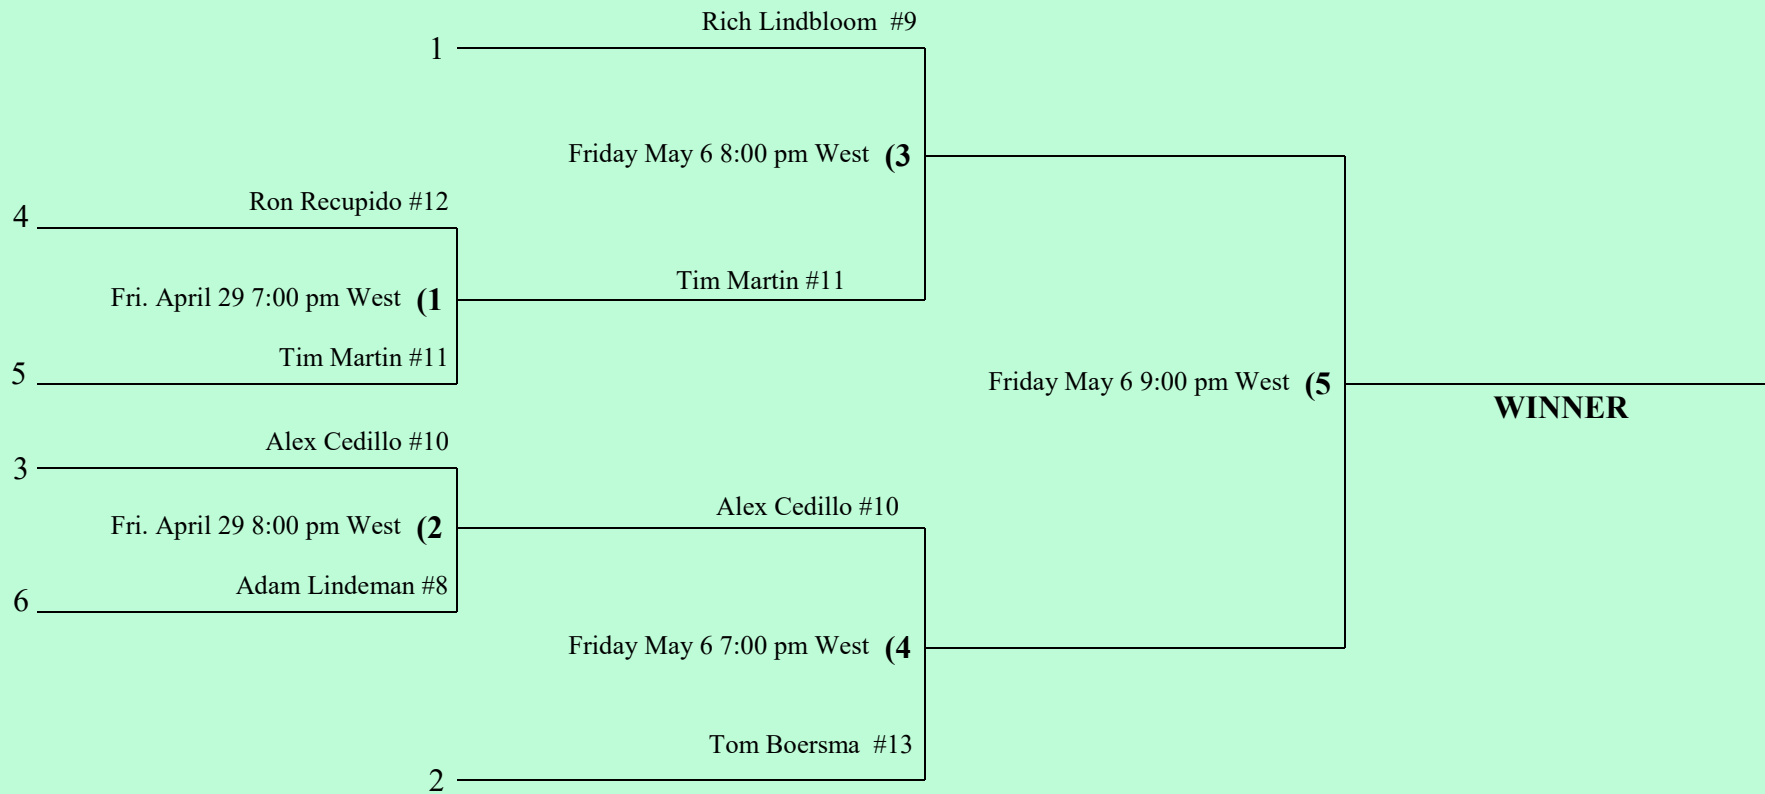 Rich Lindbloom  #9
1
Friday May 6 8:00 pm West  (3
Ron Recupido #12
4
Tim Martin #11
Fri. April 29 7:00 pm West  (1
Tim Martin #11
5
Friday May 6 9:00 pm West  (5
WINNER
Alex Cedillo #10
3
Alex Cedillo #10
Fri. April 29 8:00 pm West  (2
Adam Lindeman #8
6
Friday May 6 7:00 pm West  (4
Tom Boersma  #13
2